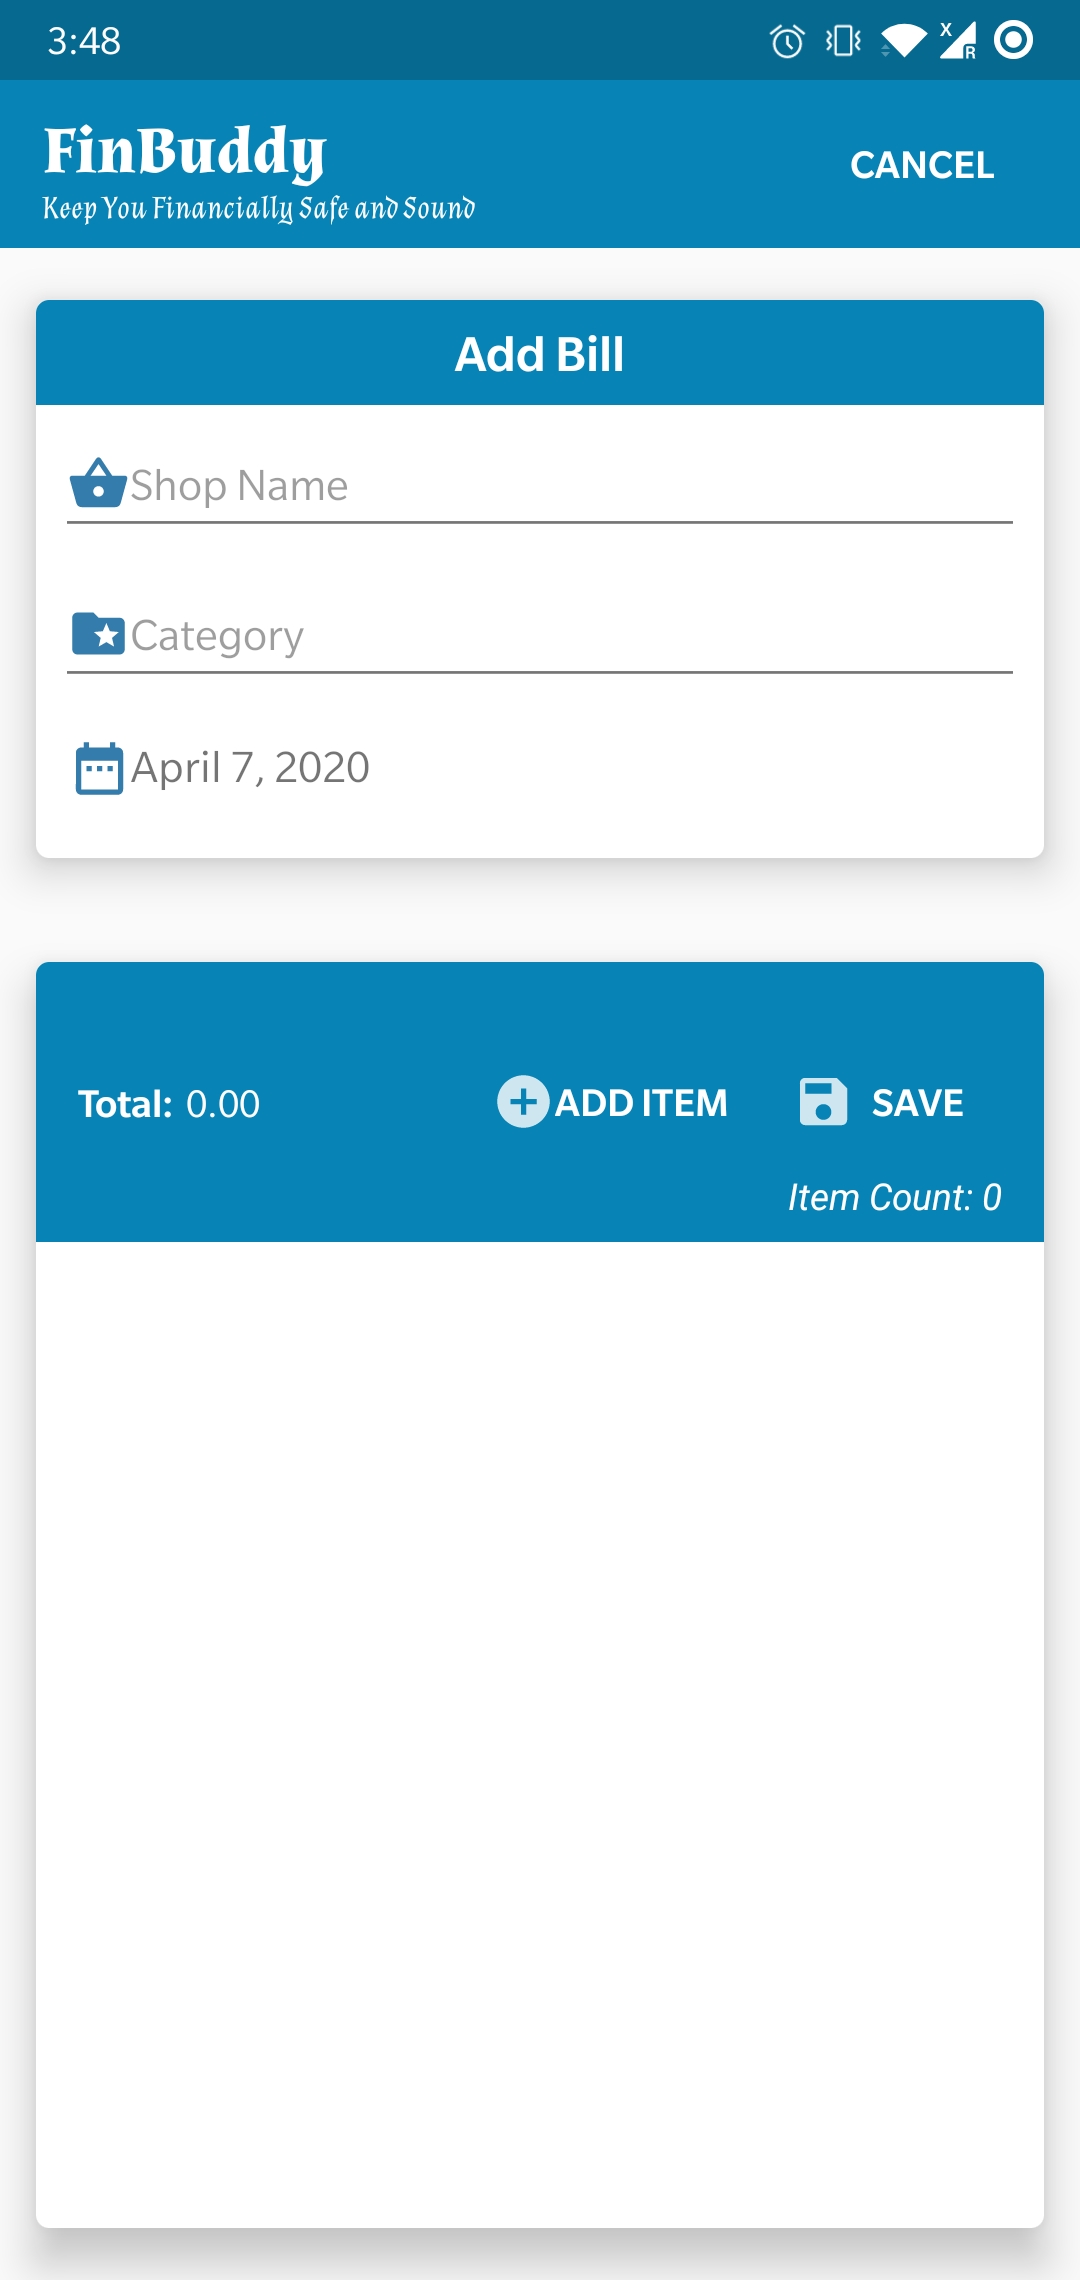 3:48
X
R
FinBuddy
Keep You Financially Safe and Sound
CANCEL
Add Bill
Shop Name
Category
April 7, 2020
Total: 0.00
ADD ITEM
SAVE
Item Count: 0